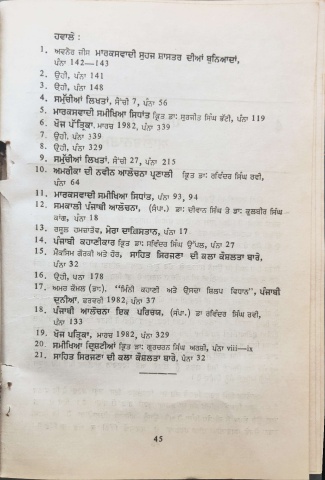 ਹਵਾਲੇ :
1. ਅਵਨੇਰ ਜ਼ੀਸ ਮਾਰਕਸਵਾਦੀ ਸੁਹਜ ਸ਼ਾਸਤਰ ਦੀਆਂ ਬੁਨਿਆਦਾਂ,
ਪੰਨਾ 142—143
2. ਉਹੀ, ਪੰਨਾ 141
3. ਉਹੀ, ਪੰਨਾ 148
4. ਸਮੁੱਚੀਆਂ ਲਿਖਤਾਂ, ਸੈਂਚੀ 7, ਪੰਨਾ 56
5. ਮਾਰਕਸਵਾਦੀ ਸਮੀਖਿਆ ਸਿਧਾਂਤ ਕ੍ਰਿਤ ਡਾ: ਸੁਰਜੀਤ ਸਿੰਘ ਭੱਟੀ, ਪੰਨਾ 119
6. ਖੋਜ ਪੱਤ੍ਰਿਕਾ, ਮਾਰਚ 1982, ਪੰਨਾ 339
7. ਉਹੀ, ਪੰਨਾ 339
8. ਉਹੀ, ਪੰਨਾ 329
9. ਸਮੁੱਚੀਆਂ ਲਿਖਤਾਂ, ਸੈਂਚੀ 27, ਪੰਨਾ 215
10. ਅਮਰੀਕਾ ਦੀ ਨਵੀਨ ਆਲੋਚਨਾ ਪ੍ਰਣਾਲੀ ਕ੍ਰਿਤ ਡਾ: ਰਵਿੰਦਰ ਸਿੰਘ ਰਵੀ,
ਪੰਨਾ 64
11. ਮਾਰਕਸਵਾਦੀ ਸਮੀਖਿਆ ਸਿਧਾਂਤ, ਪੰਨਾ 93, 94
12. ਸਮਕਾਲੀ ਪੰਜਾਬੀ ਆਲੋਚਨਾ, (ਸੰਪਾ.) ਡਾ: ਦੀਵਾਨ ਸਿੰਘ ਤੇ ਡਾ: ਕੁਲਬੀਰ ਸਿੰਘ
ਕਾਂਗ, ਪੰਨਾ 18
13. ਰਸੂਲ ਹਮਜ਼ਾਤੋਵ, ਮੇਰਾ ਦਾਗਿਸਤਾਨ, ਪੰਨਾ 17
14. ਪੰਜਾਬੀ ਕਹਾਣੀਕਾਰ ਕ੍ਰਿਤ ਡਾ: ਸਵਿੰਦਰ ਸਿੰਘ ਉੱਪਲ, ਪੰਨਾ 27
15. ਮੈਕਸਿਮ ਗੋਰਕੀ ਅਤੇ ਹੋਰ, ਸਾਹਿਤ ਸਿਰਜਣਾ ਦੀ ਕਲਾ ਕੌਸ਼ਲਤਾ ਬਾਰੇ,
ਪੰਨਾ 32
16. ਉਹੀ, ਪਨਾ 178
17. ਅਮਰ ਕੋਮਲ (ਡਾ.), "ਮਿੰਨੀ ਕਹਾਣੀ ਅਤੇ ਉਸਦਾ ਸ਼ਿਲਪ ਵਿਧਾਨ", ਪੰਜਾਬੀ
ਦੁਨੀਆ, ਫ਼ਰਵਰੀ 1982, ਪੰਨਾ 37
18. ਪੰਜਾਬੀ ਆਲੋਚਨਾ ਇਕ ਪਰਿਚਯ, (ਸੰਪਾ.) ਡਾ ਰਵਿੰਦਰ ਸਿੰਘ ਰਵੀ,
ਪੰਨਾ 133
19. ਖੋਜ ਪਤ੍ਰਿਕਾ, ਮਾਰਚ 1982, ਪੰਨਾ 329
20. ਸਮੀਖਿਆ ਦ੍ਰਿਸ਼ਟੀਆਂ ਕ੍ਰਿਤ ਡਾ: ਗੁਰਚਰਨ ਸਿੰਘ ਅਰਸ਼ੀ, ਪੰਨਾ viii—ix
21. ਸਾਹਿਤ ਸਿਰਜਣਾ ਦੀ ਕਲਾ ਕੌਸ਼ਲਤਾ ਬਾਰੇ, ਪੰਨਾ 32
45